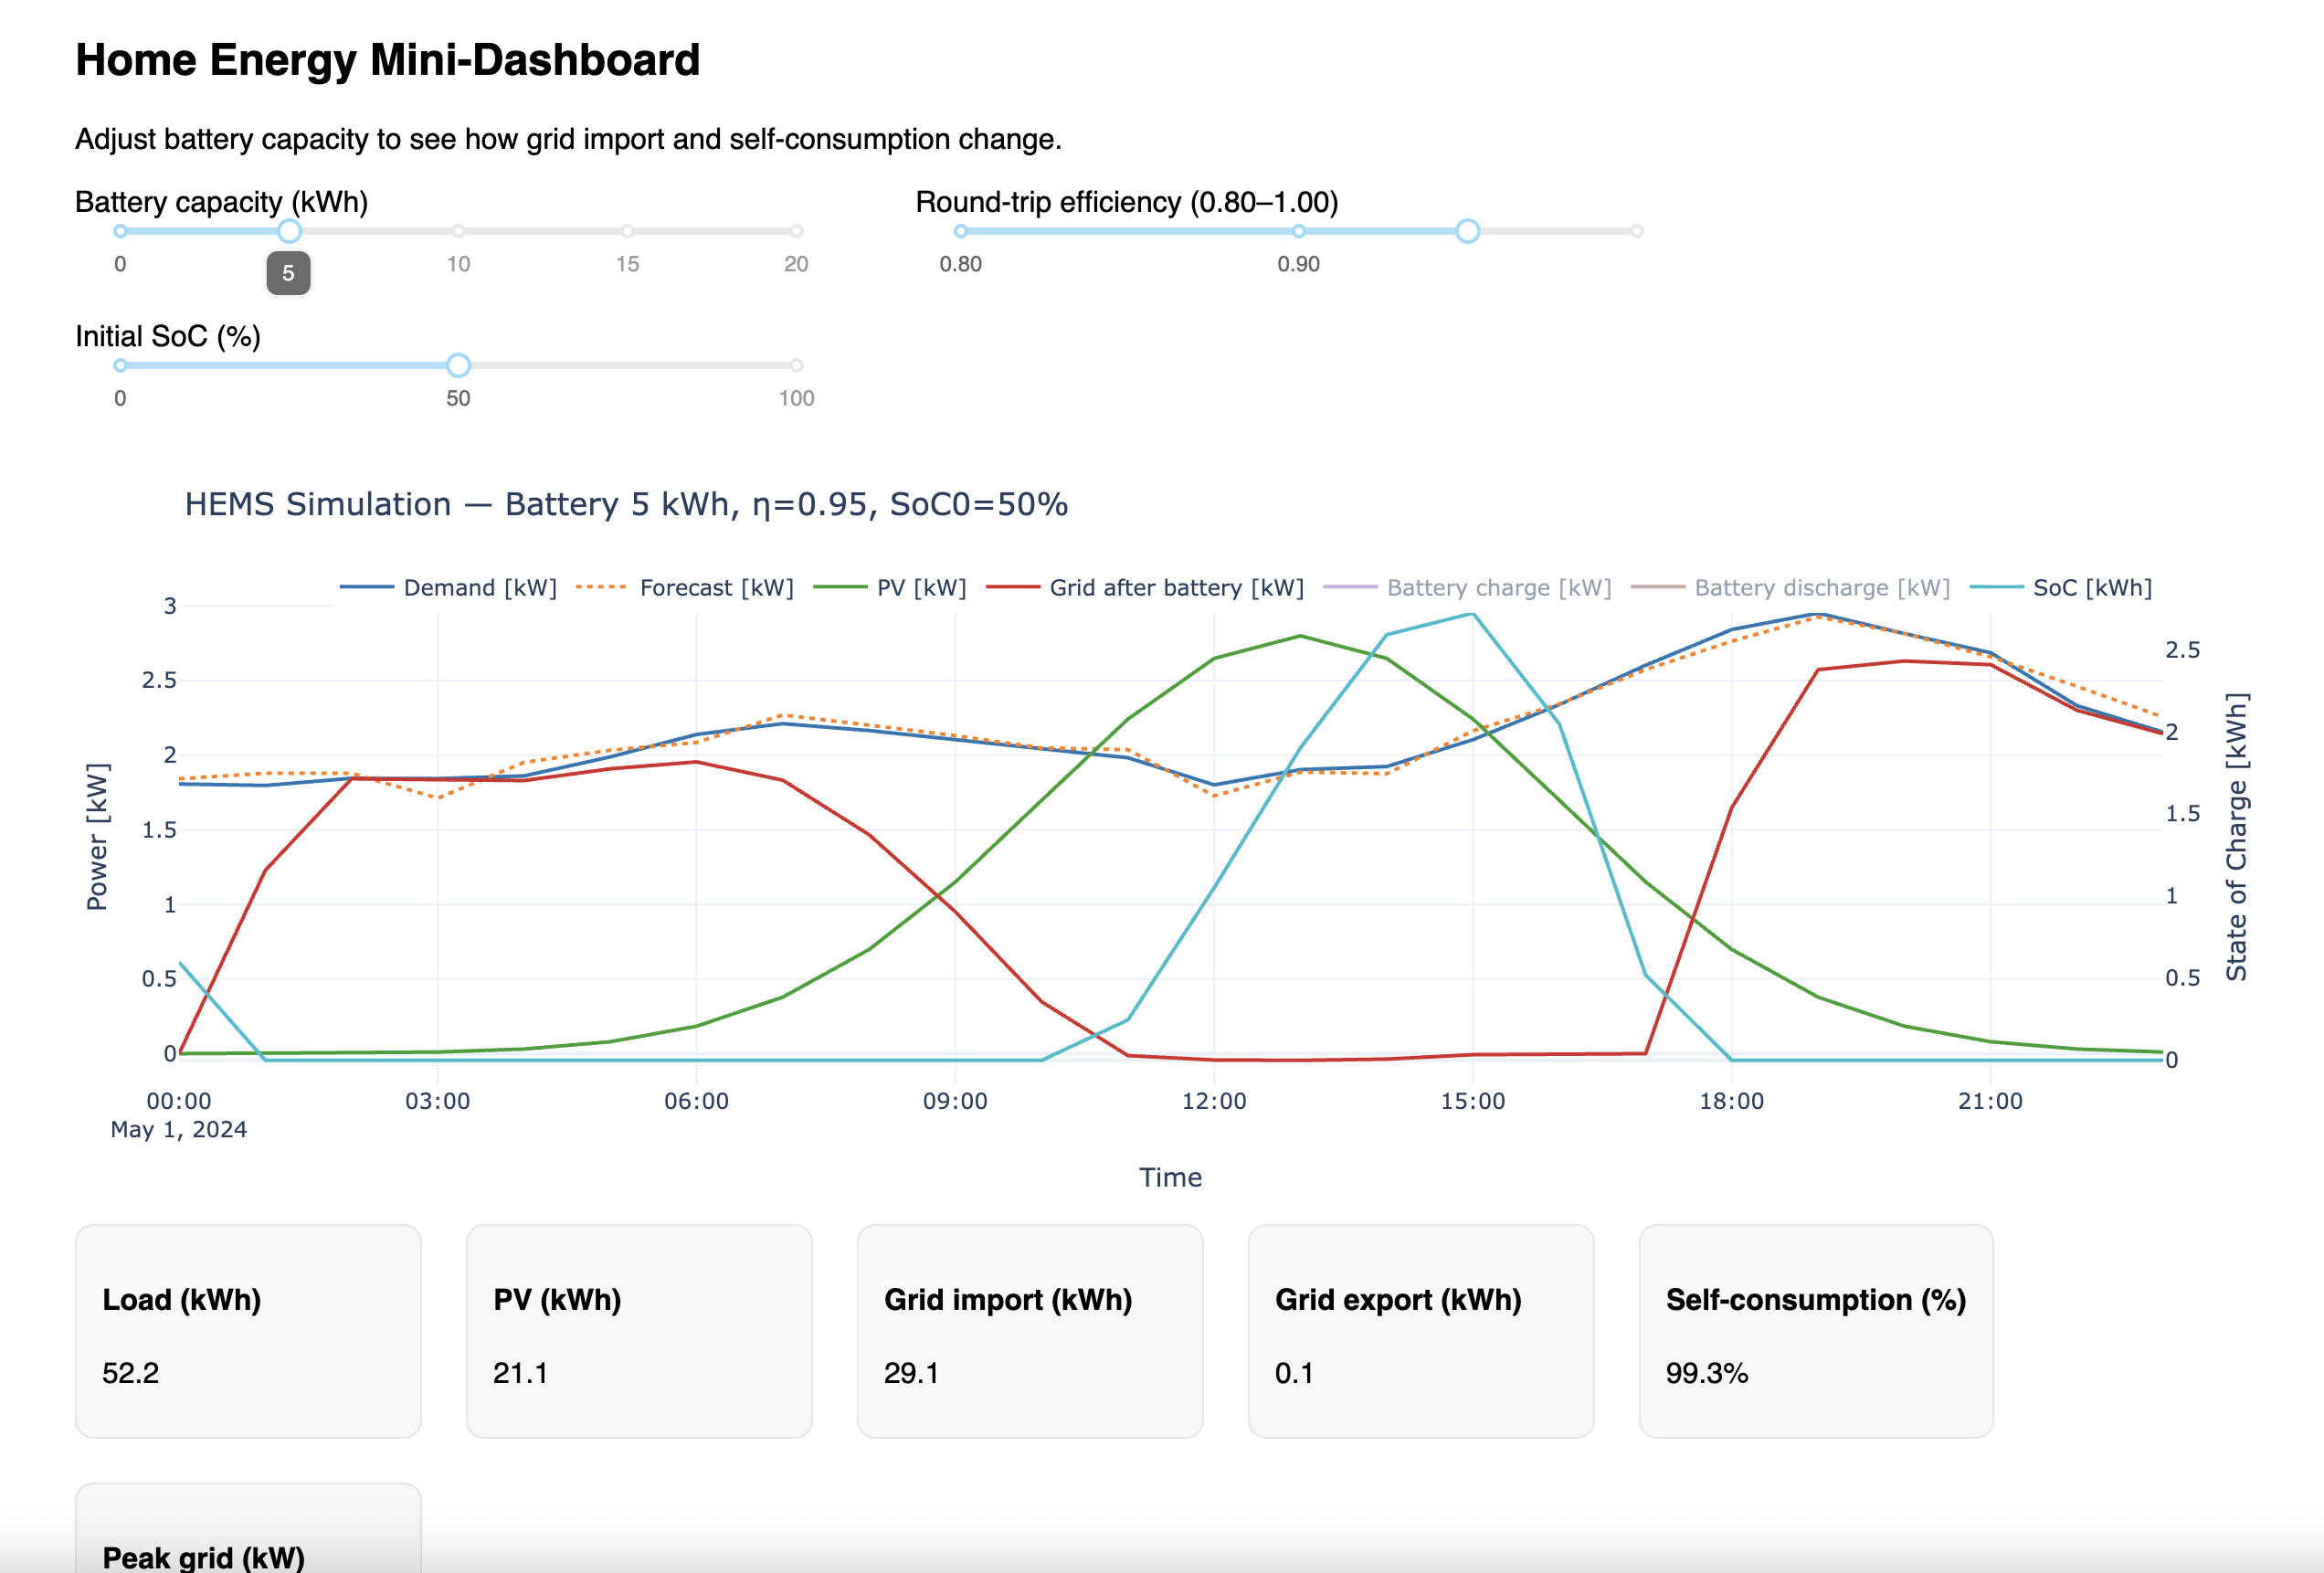 Home Energy Mini-Dashboard
Adjust battery capacity to see how grid import and self-consumption change.
Battery capacity (kWh)
0 5 10 15 20
Round-trip efficiency (0.80–1.00)
0.80 0.90
Initial SoC (%)
0 50 100
HEMS Simulation — Battery 5 kWh, η=0.95, SoC0=50%
Demand [kW] Forecast [kW] PV [kW] Grid after battery [kW] Battery charge [kW] Battery discharge [kW] SoC [kWh]
Power [kW]
3
2.5
2
1.5
1
0.5
0
State of Charge [kWh]
2.5
2
1.5
1
0.5
0
00:00 03:00 06:00 09:00 12:00 15:00 18:00 21:00
May 1, 2024
Time
Load (kWh)
52.2
PV (kWh)
21.1
Grid import (kWh)
29.1
Grid export (kWh)
0.1
Self-consumption (%)
99.3%
Peak grid (kW)